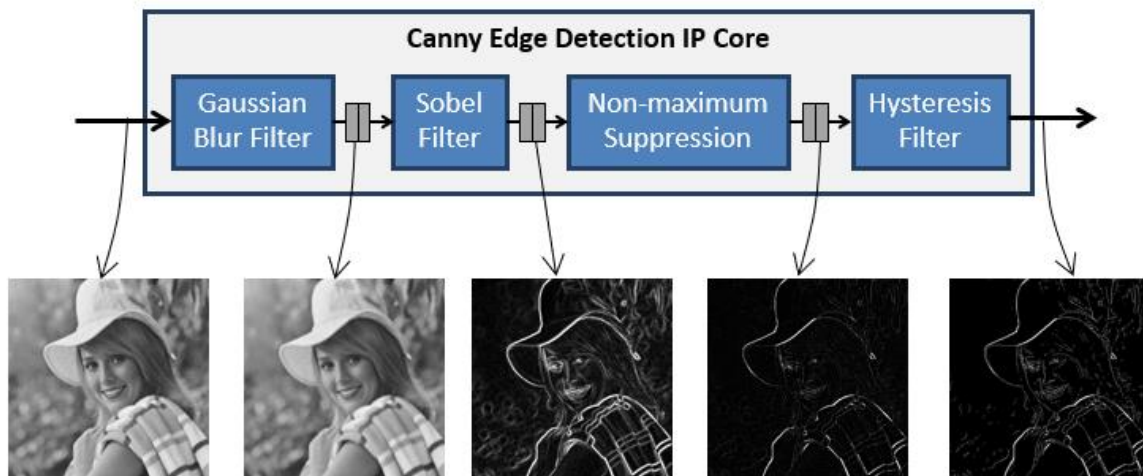 Canny Edge Detection IP Core
Gaussian
Blur Filter
Sobel
Filter
Non-maximum
Suppression
Hysteresis
Filter